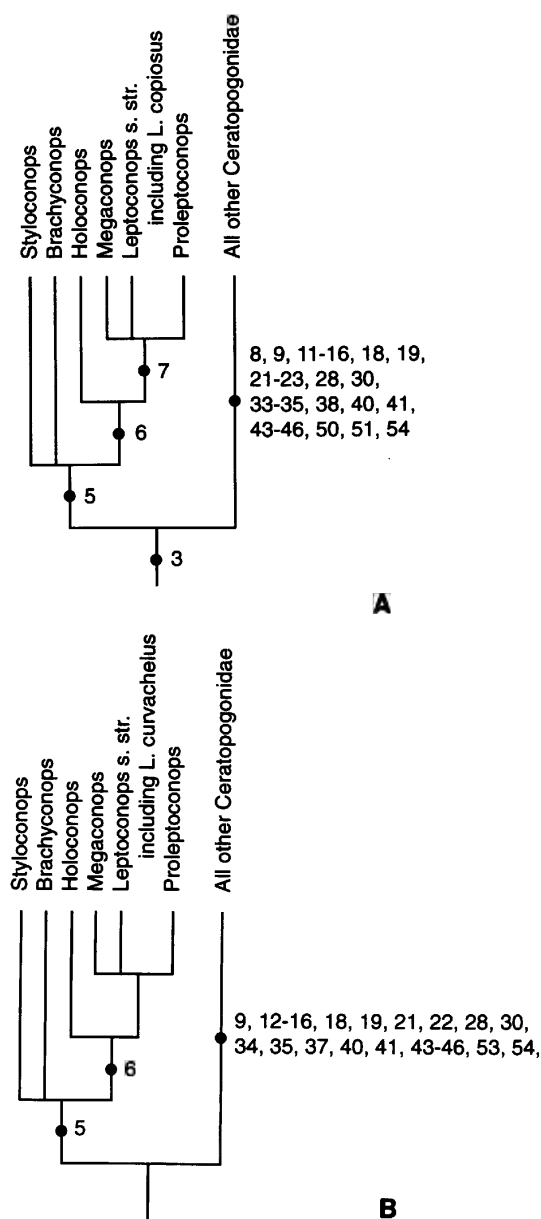 Styloconops
Brachyconops
Holoconops
Megaconops
Leptoconops s. str.
including L. copiosus
Proleptoconops
All other Ceratopogonidae
8, 9, 11-16, 18, 19,
21-23, 28, 30,
33-35, 38, 40, 41,
43-46, 50, 51, 54
7
6
5
3
A
Styloconops
Brachyconops
Holoconops
Megaconops
Leptoconops s. str.
including L. curvachelus
Proleptoconops
All other Ceratopogonidae
9, 12-16, 18, 19, 21, 22, 28, 30,
34, 35, 37, 40, 41, 43-46, 53, 54,
6
5
B